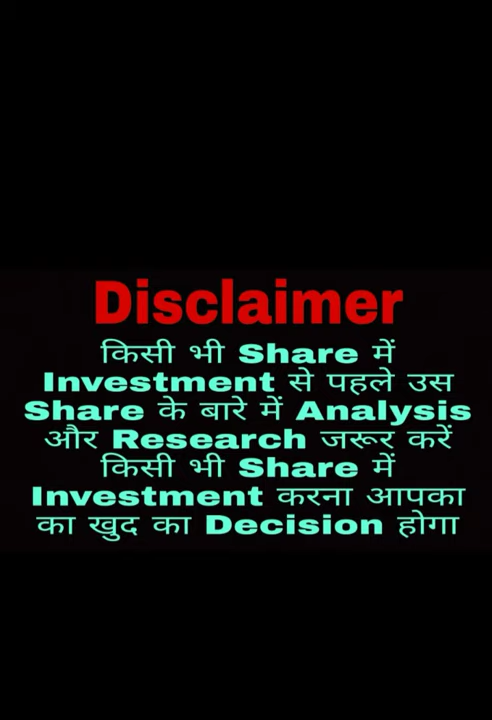 Disclaimer
किसी भी Share में
Investment से पहले उस
Share के बारे में Analysis
और Research जरूर करें
किसी भी Share में
Investment करना आपका
का खुद का Decision होगा